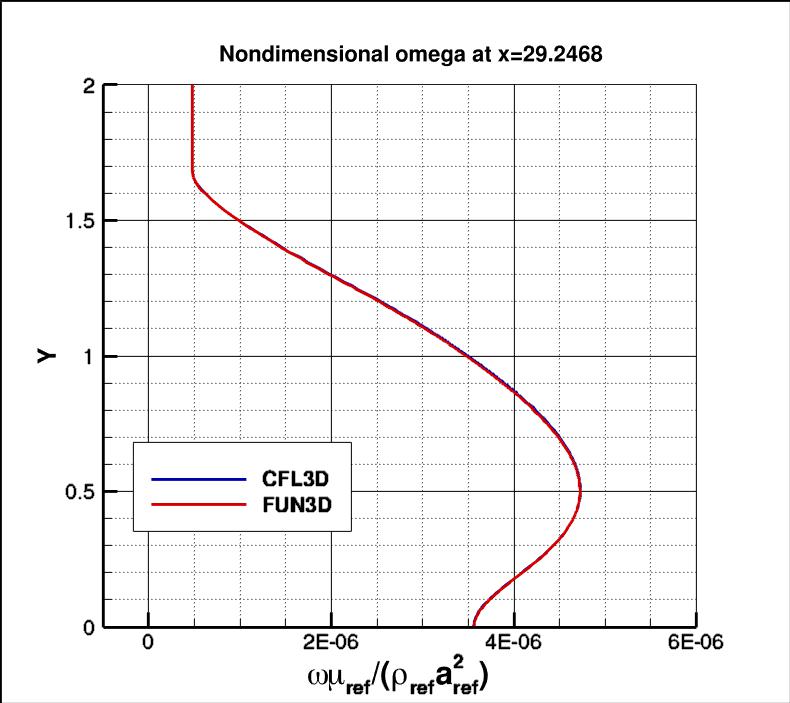 Nondimensional omega at x=29.2468
2
1.5
1
0.5
0
Y
CFL3D
FUN3D
0 2E-06 4E-06 6E-06
ωμref/(ρrefa²ref)